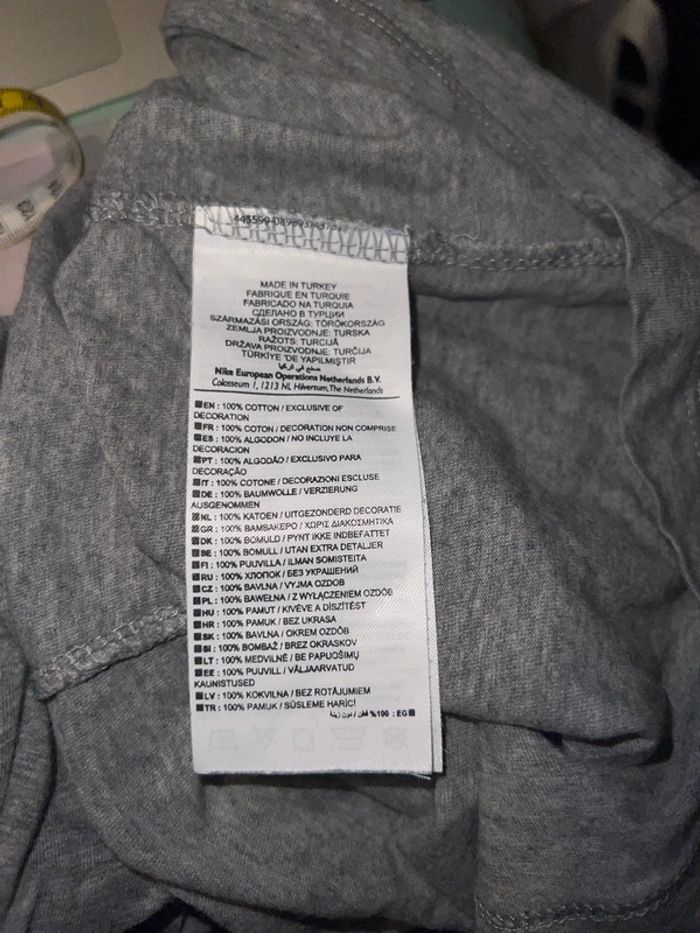 MADE IN TURKEY
FABRIQUE EN TURQUIE
FABRICADO NA TURQUIA
СДЕЛАНО В ТУРЦИИ
SZÁRMAZÁSI ORSZÁG: TÖRÖKORSZÁG
ZEMLJA PROIZVODNJE: TURSKA
RAŽOTS: TURCIJĀ
DRŽAVA PROIZVODNJE: TURČIJA
TÜRKİYE 'DE YAPILMIŞTIR
صنع في تركيا
Nike European Operations Netherlands B.V.
Colosseum 1, 1213 NL Hilversum, The Netherlands
EN : 100% COTTON / EXCLUSIVE OF
DECORATION
FR : 100% COTON / DECORATION NON COMPRISE
ES : 100% ALGODON / NO INCLUYE LA
DECORACION
PT : 100% ALGODÃO / EXCLUSIVO PARA
DECORAÇÃO
IT : 100% COTONE / DECORAZIONI ESCLUSE
DE : 100% BAUMWOLLE / VERZIERUNG
AUSGENOMMEN
NL : 100% KATOEN / UITGEZONDERD DECORATIE
GR : 100% ΒΑΜΒΑΚΕΡΟ / ΧΩΡΙΣ ΔΙΑΚΟΣΜΗΤΙΚΑ
DK : 100% BOMULD / PYNT IKKE INDBEFATTET
SE : 100% BOMULL / UTAN EXTRA DETALJER
FI : 100% PUUVILLA / ILMAN SOMISTEITA
RU : 100% ХЛОПОК / БЕЗ УКРАШЕНИЙ
CZ : 100% BAVLNA / VYJMA OZDOB
PL : 100% BAWEŁNA / Z WYŁĄCZENIEM OZDÓB
HU : 100% PAMUT / KIVÉVE A DÍSZÍTÉST
HR : 100% PAMUK / BEZ UKRASA
SK : 100% BAVLNA / OKREM OZDÔB
SI : 100% BOMBAŽ / BREZ OKRASKOV
LT : 100% MEDVILNĖ / BE PAPUOŠIMŲ
EE : 100% PUUVILL / VÄLJAARVATUD
KAUNISTUSED
LV : 100% KOKVILNA / BEZ ROTĀJUMIEM
TR : 100% PAMUK / SÜSLEME HARİÇ!
EG : 100% قطن / بدون زينة